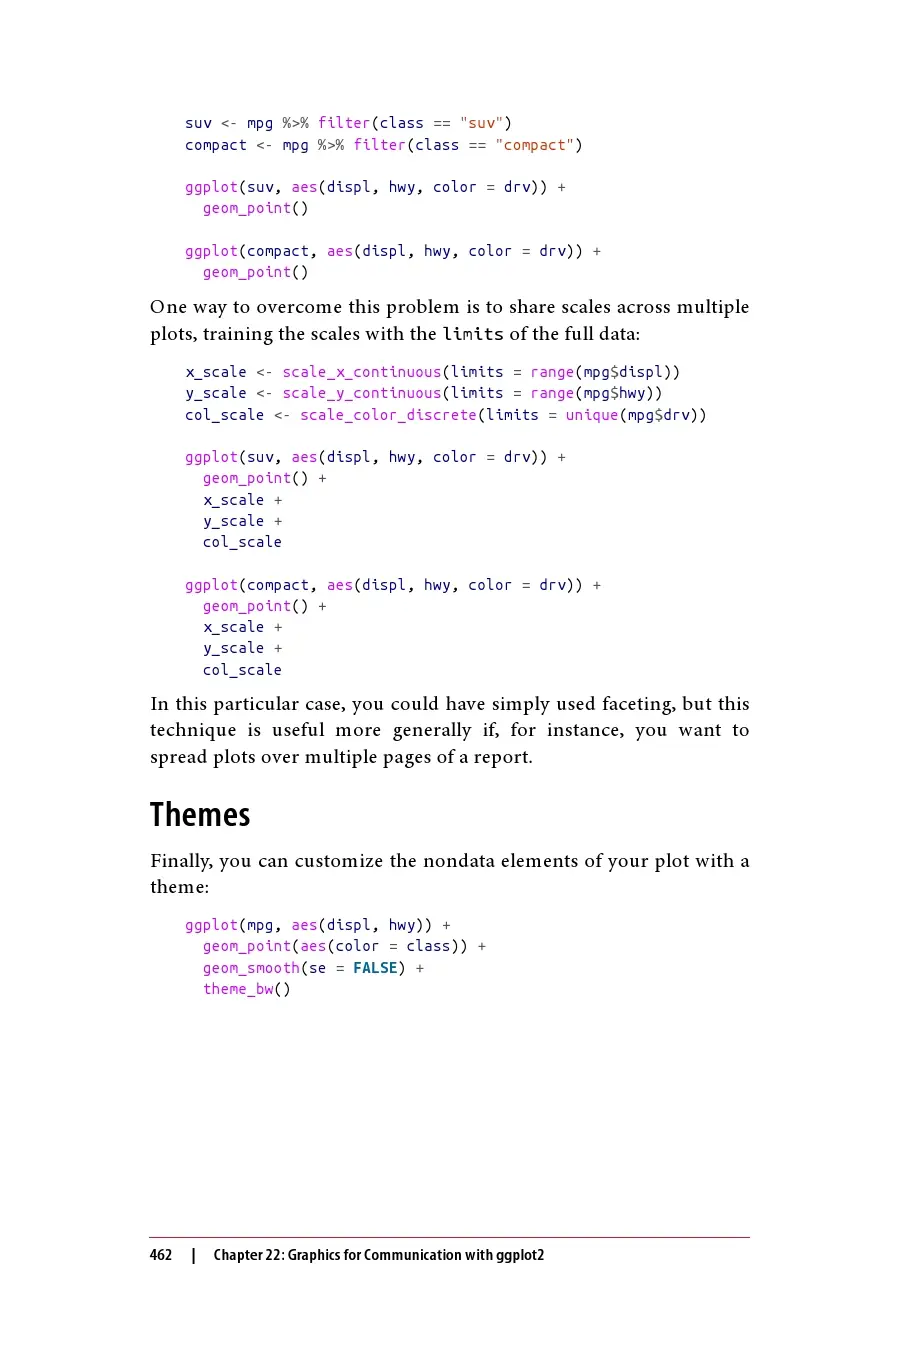 suv <- mpg %>% filter(class == "suv")
compact <- mpg %>% filter(class == "compact")
ggplot(suv, aes(displ, hwy, color = drv)) +
  geom_point()
ggplot(compact, aes(displ, hwy, color = drv)) +
  geom_point()
One way to overcome this problem is to share scales across multiple
plots, training the scales with the limits of the full data:
x_scale <- scale_x_continuous(limits = range(mpg$displ))
y_scale <- scale_y_continuous(limits = range(mpg$hwy))
col_scale <- scale_color_discrete(limits = unique(mpg$drv))
ggplot(suv, aes(displ, hwy, color = drv)) +
  geom_point() +
  x_scale +
  y_scale +
  col_scale
ggplot(compact, aes(displ, hwy, color = drv)) +
  geom_point() +
  x_scale +
  y_scale +
  col_scale
In this particular case, you could have simply used faceting, but this
technique is useful more generally if, for instance, you want to
spread plots over multiple pages of a report.
Themes
Finally, you can customize the nondata elements of your plot with a
theme:
ggplot(mpg, aes(displ, hwy)) +
  geom_point(aes(color = class)) +
  geom_smooth(se = FALSE) +
  theme_bw()
462 | Chapter 22: Graphics for Communication with ggplot2